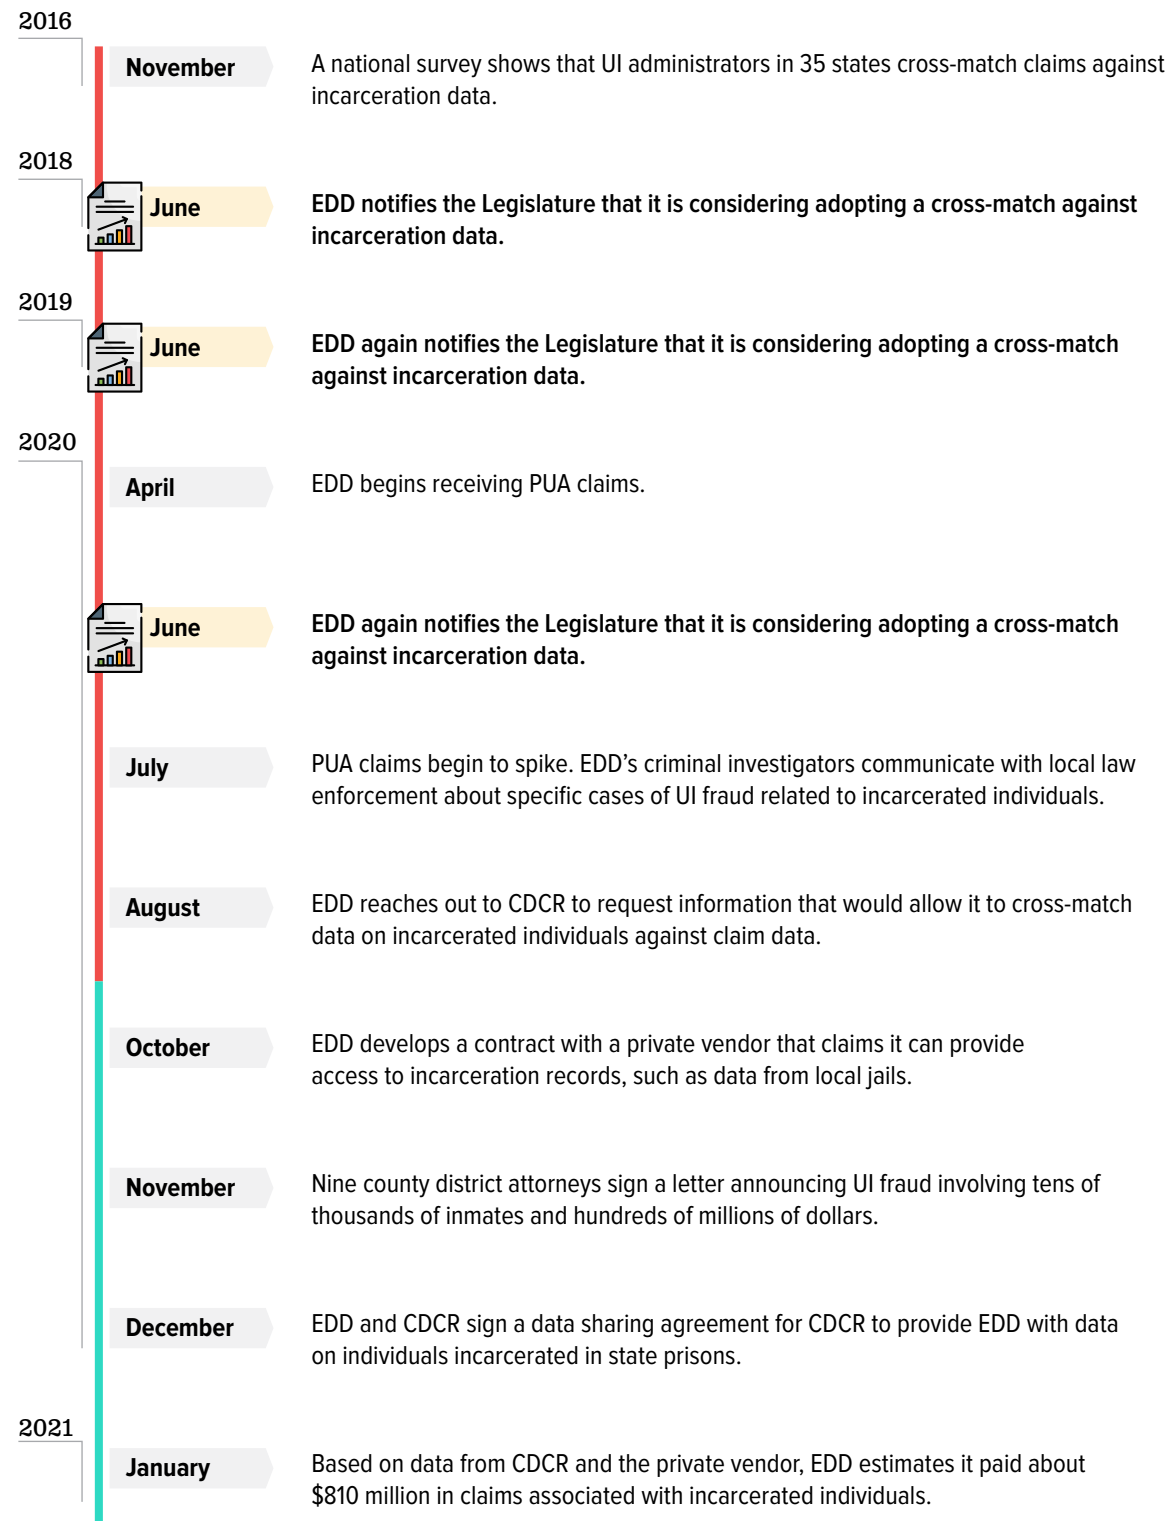 2016
November
A national survey shows that UI administrators in 35 states cross-match claims against
incarceration data.
2018
June
EDD notifies the Legislature that it is considering adopting a cross-match against
incarceration data.
2019
June
EDD again notifies the Legislature that it is considering adopting a cross-match
against incarceration data.
2020
April
EDD begins receiving PUA claims.
June
EDD again notifies the Legislature that it is considering adopting a cross-match
against incarceration data.
July
PUA claims begin to spike. EDD’s criminal investigators communicate with local law
enforcement about specific cases of UI fraud related to incarcerated individuals.
August
EDD reaches out to CDCR to request information that would allow it to cross-match
data on incarcerated individuals against claim data.
October
EDD develops a contract with a private vendor that claims it can provide
access to incarceration records, such as data from local jails.
November
Nine county district attorneys sign a letter announcing UI fraud involving tens of
thousands of inmates and hundreds of millions of dollars.
December
EDD and CDCR sign a data sharing agreement for CDCR to provide EDD with data
on individuals incarcerated in state prisons.
2021
January
Based on data from CDCR and the private vendor, EDD estimates it paid about
$810 million in claims associated with incarcerated individuals.